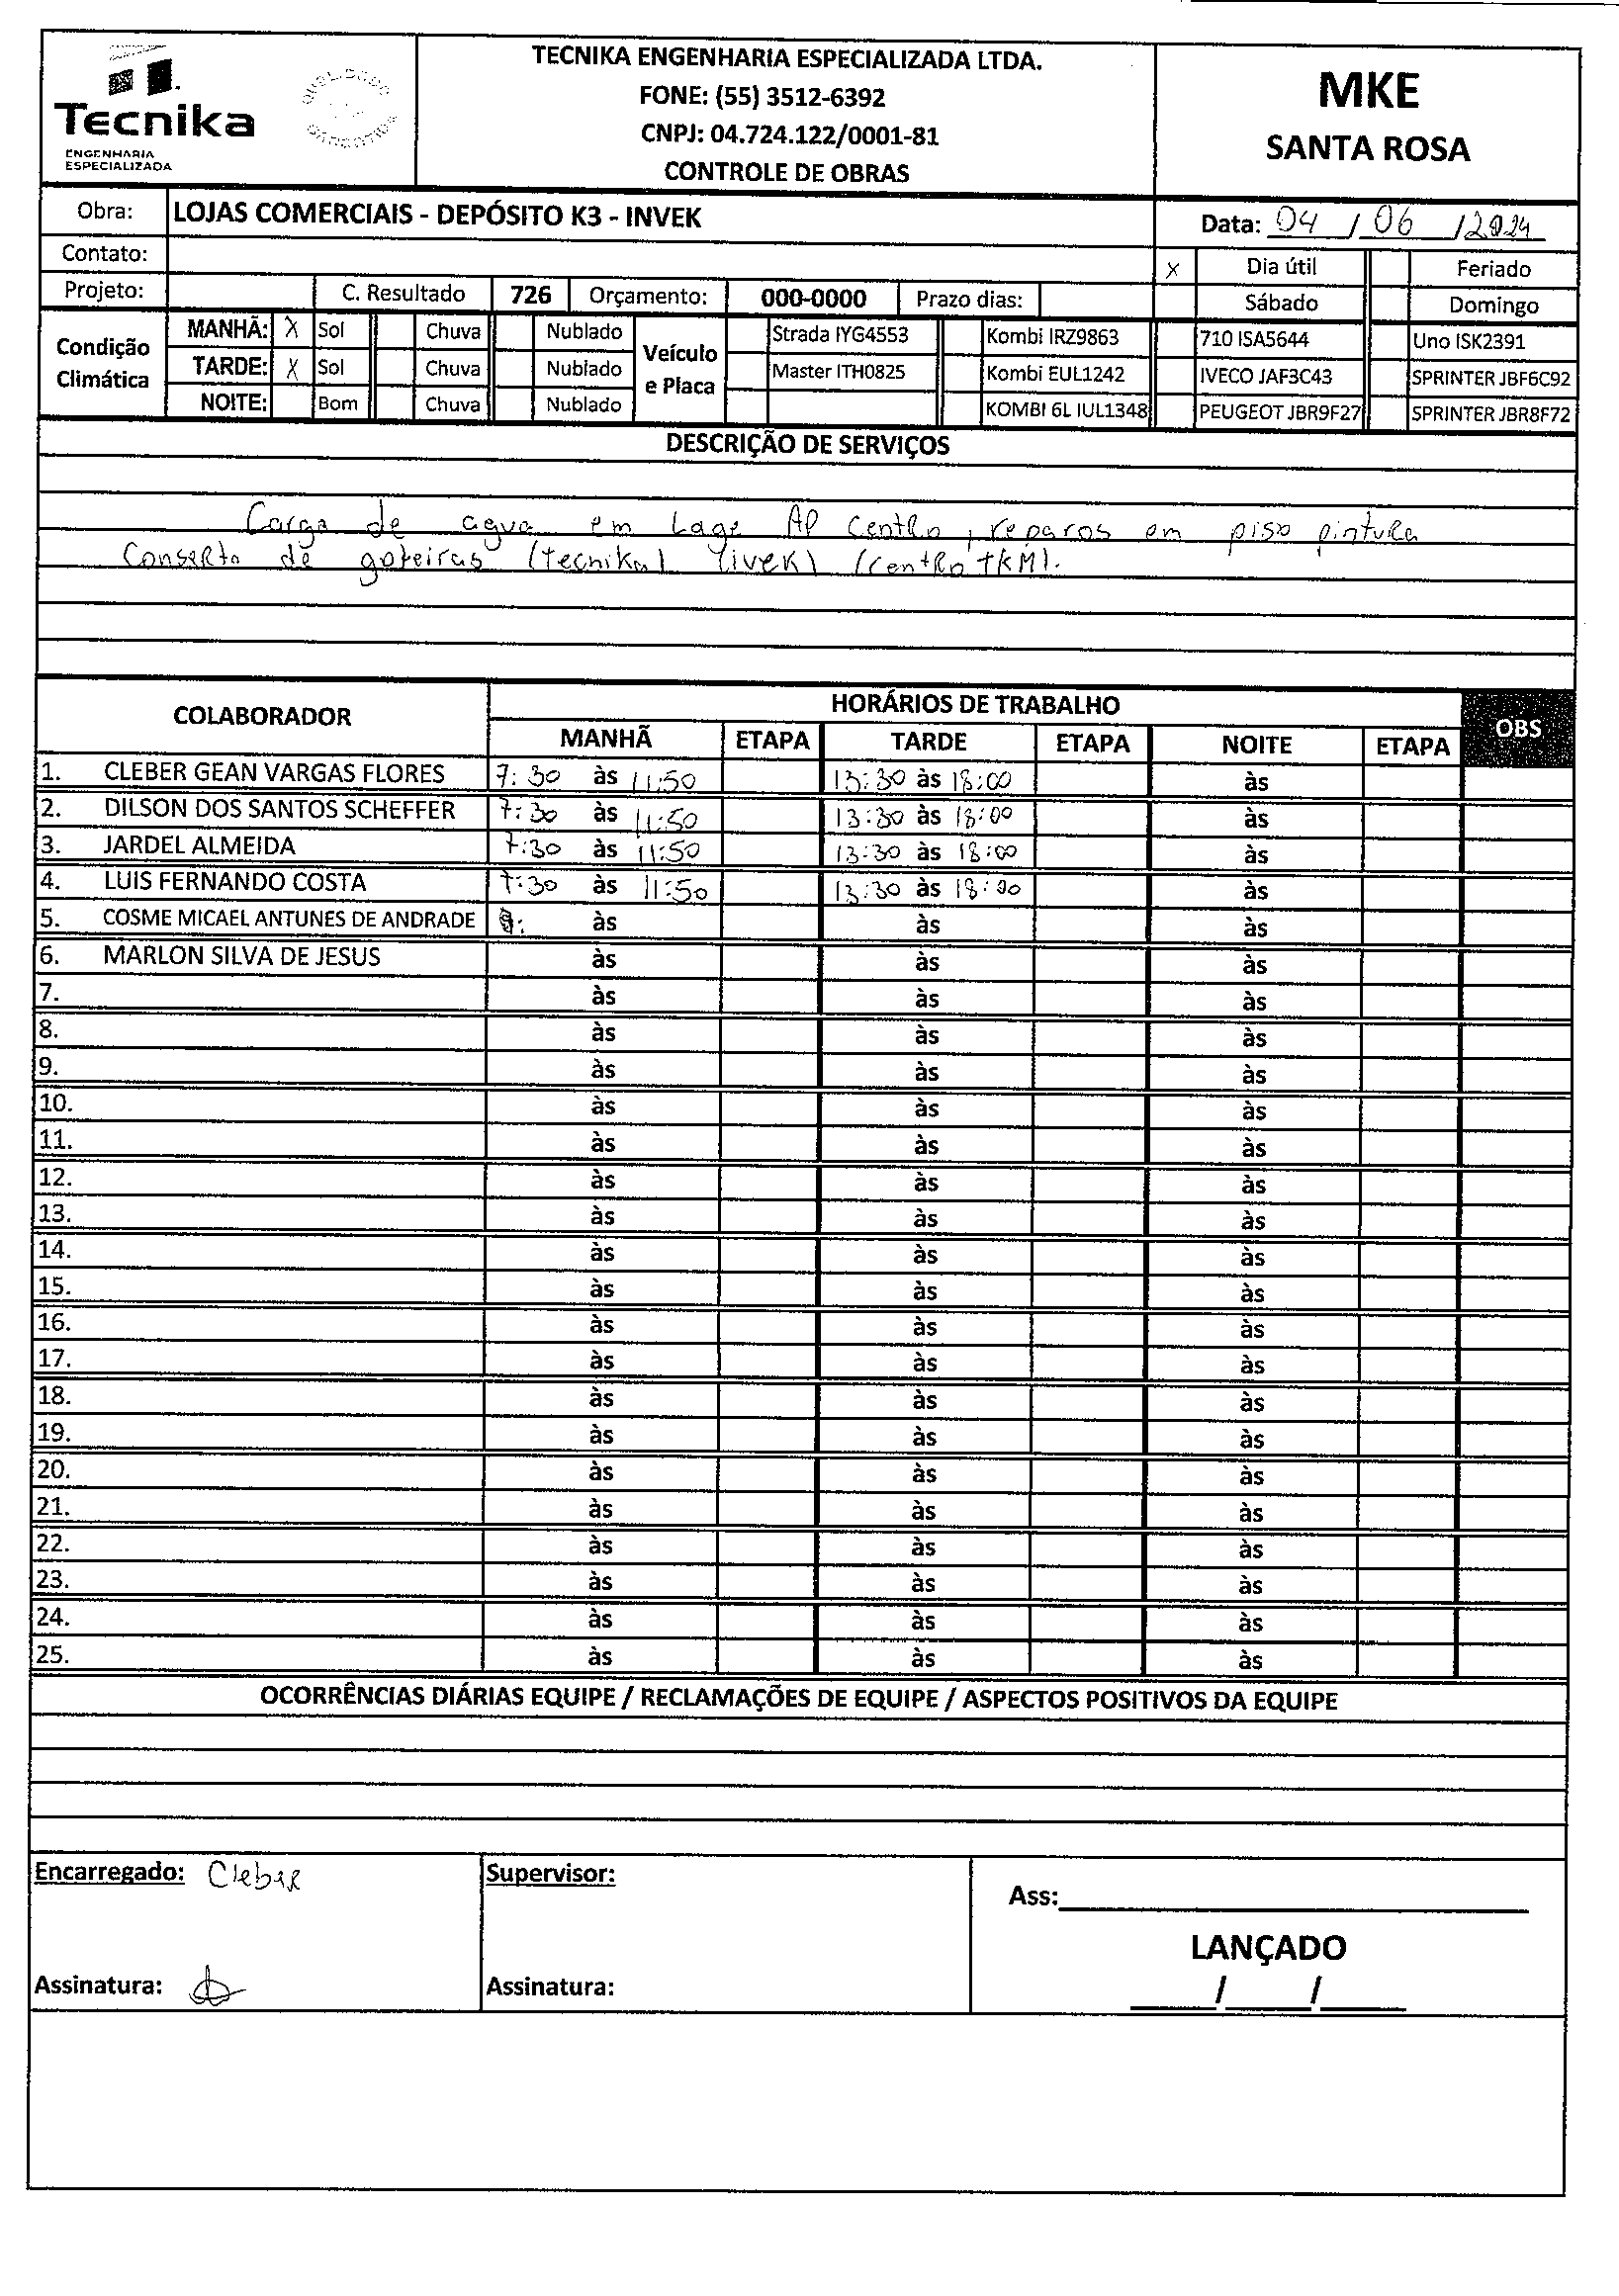 Tecnika
ENGENHARIA
ESPECIALIZADA
TECNIKA ENGENHARIA ESPECIALIZADA LTDA.
FONE: (55) 3512-6392
CNPJ: 04.724.122/0001-81
CONTROLE DE OBRAS
MKE
SANTA ROSA
Obra: LOJAS COMERCIAIS - DEPÓSITO K3 - INVEK
Data: 04 / 06 / 2024
Contato:
X Dia útil Feriado
Projeto: C. Resultado 726 Orçamento: 000-0000 Prazo dias:
Sábado Domingo
Condição Climática
MANHÃ: X Sol Chuva Nublado
TARDE: X Sol Chuva Nublado
NOITE: Bom Chuva Nublado
Veículo e Placa
Strada IYG4553 Kombi IRZ9863 710 ISA5644 Uno ISK2391
Master ITH0825 Kombi EUL1242 IVECO JAF3C43 SPRINTER JBF6C92
KOMBI 6L IUL1348 PEUGEOT JBR9F27 SPRINTER JBR8F72
DESCRIÇÃO DE SERVIÇOS
Carga de agua em Lage AP Centro, reparos em piso pintura
Conserto de goteiras (tecnika) (ivek) (Centro TKM).
COLABORADOR HORÁRIOS DE TRABALHO OBS
MANHÃ ETAPA TARDE ETAPA NOITE ETAPA
1. CLEBER GEAN VARGAS FLORES 7:30 às 11:50 13:30 às 18:00 às
2. DILSON DOS SANTOS SCHEFFER 7:30 às 11:50 13:30 às 18:00 às
3. JARDEL ALMEIDA 7:30 às 11:50 13:30 às 18:00 às
4. LUIS FERNANDO COSTA 7:30 às 11:50 13:30 às 18:00 às
5. COSME MICAEL ANTUNES DE ANDRADE às às às
6. MARLON SILVA DE JESUS às às às
7. às às às
8. às às às
9. às às às
10. às às às
11. às às às
12. às às às
13. às às às
14. às às às
15. às às às
16. às às às
17. às às às
18. às às às
19. às às às
20. às às às
21. às às às
22. às às às
23. às às às
24. às às às
25. às às às
OCORRÊNCIAS DIÁRIAS EQUIPE / RECLAMAÇÕES DE EQUIPE / ASPECTOS POSITIVOS DA EQUIPE
Encarregado: Cleber
Supervisor:
Ass:
LANÇADO
Assinatura:
Assinatura:
/ /